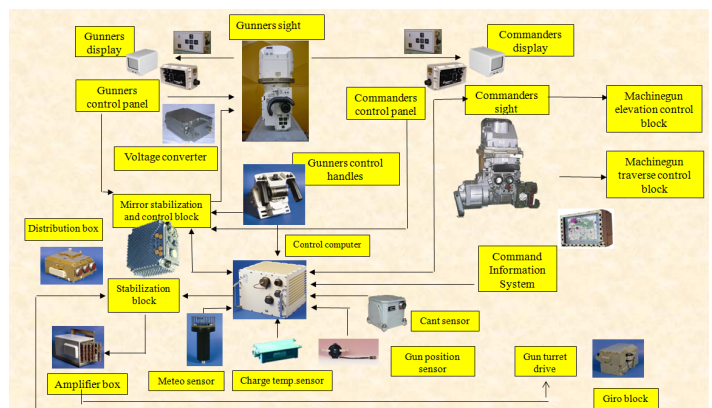 Gunners
display
Gunners sight
Commanders
display
Gunners
control panel
Commanders
control panel
Commanders
sight
Machinegun
elevation control
block
Voltage converter
Gunners control
handles
Machinegun
traverse control
block
Mirror stabilization
and control block
Distribution box
Control computer
Command
Information
System
Stabilization
block
Cant sensor
Amplifier box
Meteo sensor
Charge temp.sensor
Gun position
sensor
Gun turret
drive
Giro block